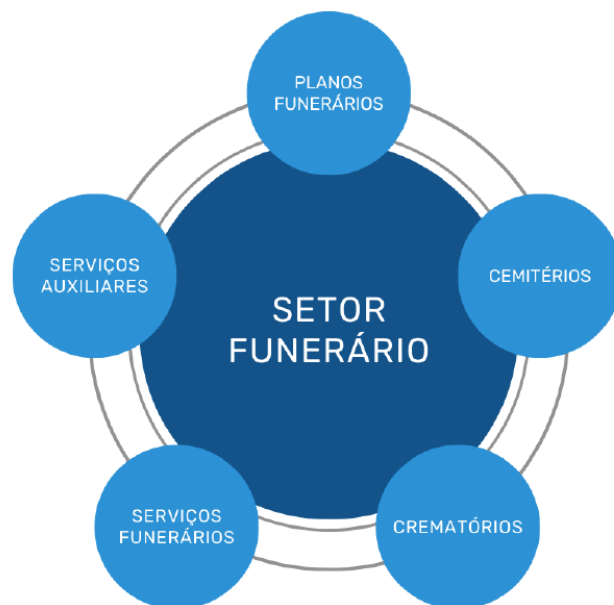 PLANOS
FUNERÁRIOS
SERVIÇOS
AUXILIARES
CEMITÉRIOS
SETOR
FUNERÁRIO
SERVIÇOS
FUNERÁRIOS
CREMATÓRIOS